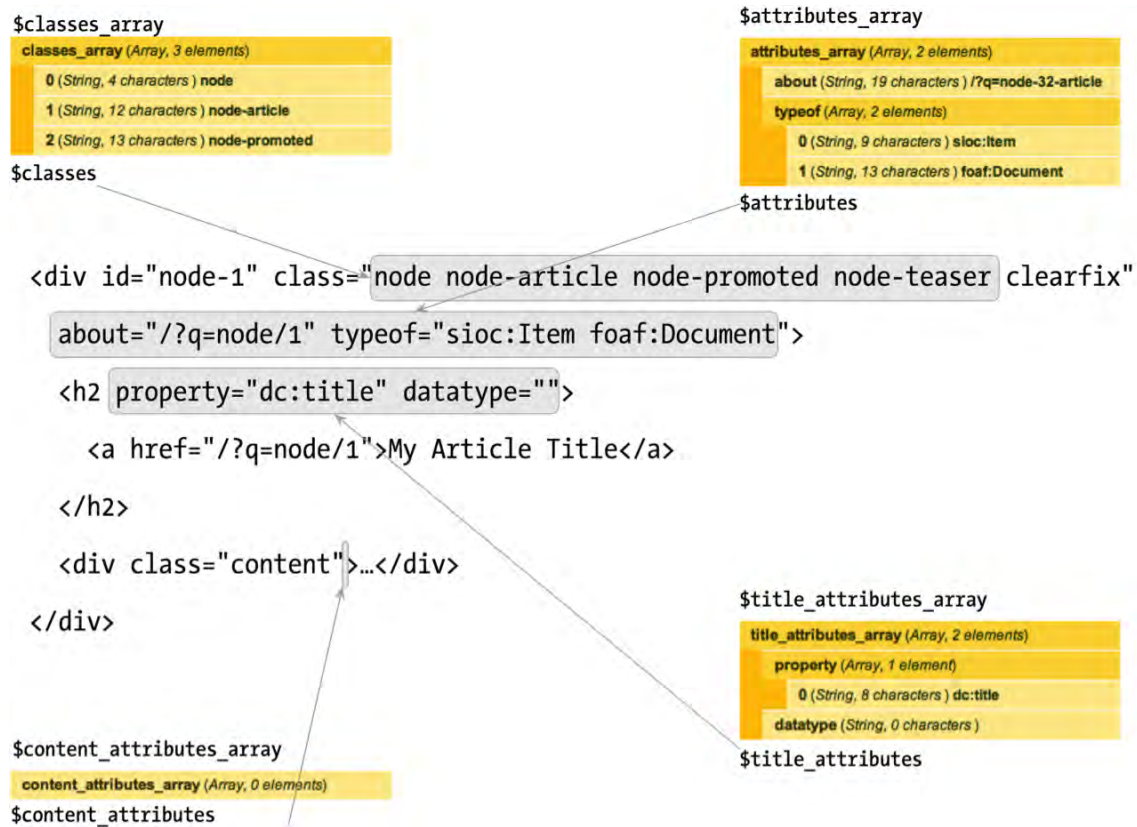 $classes_array
classes_array (Array, 3 elements)
0 (String, 4 characters ) node
1 (String, 12 characters ) node-article
2 (String, 13 characters ) node-promoted
$classes
$attributes_array
attributes_array (Array, 2 elements)
about (String, 19 characters ) /?q=node-32-article
typeof (Array, 2 elements)
0 (String, 9 characters ) sioc:Item
1 (String, 13 characters ) foaf:Document
$attributes
<div id="node-1" class="node node-article node-promoted node-teaser clearfix"
about="/?q=node/1" typeof="sioc:Item foaf:Document">
<h2 property="dc:title" datatype="">
<a href="/?q=node/1">My Article Title</a>
</h2>
<div class="content">…</div>
</div>
$title_attributes_array
title_attributes_array (Array, 2 elements)
property (Array, 1 element)
0 (String, 8 characters ) dc:title
datatype (String, 0 characters )
$title_attributes
$content_attributes_array
content_attributes_array (Array, 0 elements)
$content_attributes